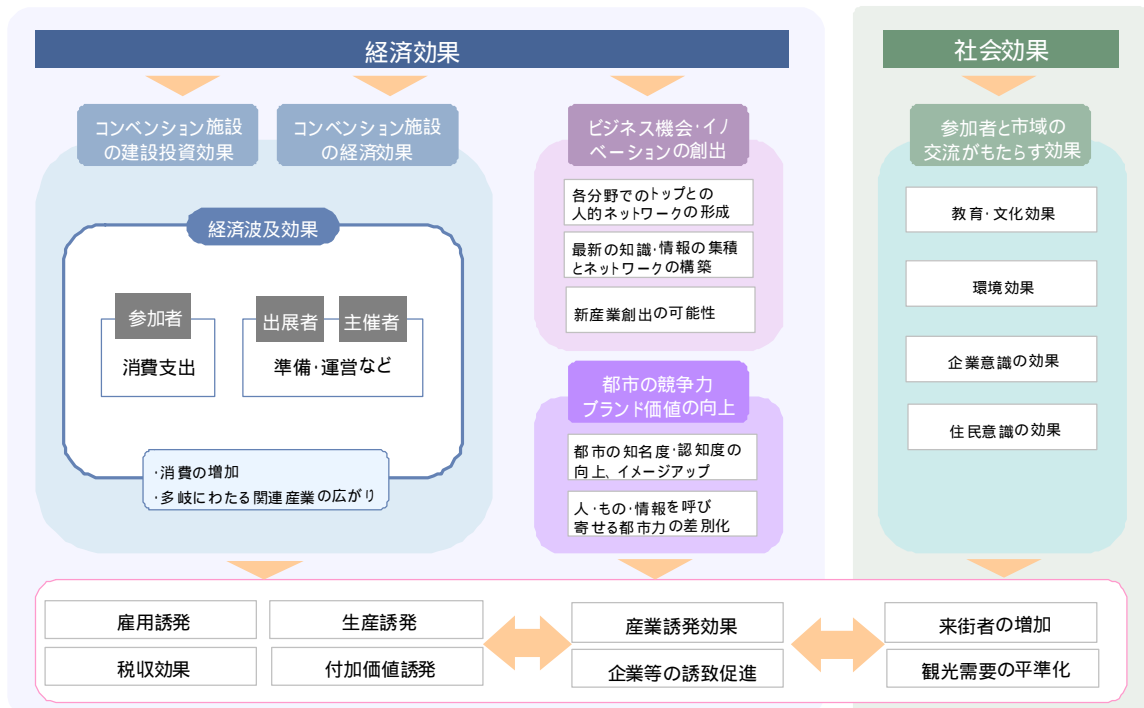 経済効果
社会効果
コンベンション施設
の建設投資効果
コンベンション施設
の経済効果
経済波及効果
参加者
消費支出
出展者
主催者
準備・運営など
・消費の増加
・多岐にわたる関連産業の広がり
ビジネス機会・イノ
ベーションの創出
各分野でのトップとの
人的ネットワークの形成
最新の知識・情報の集積
とネットワークの構築
新産業創出の可能性
都市の競争力
ブランド価値の向上
都市の知名度・認知度の
向上、イメージアップ
人・もの・情報を呼び
寄せる都市力の差別化
参加者と市域の
交流がもたらす効果
教育・文化効果
環境効果
企業意識の効果
住民意識の効果
雇用誘発
生産誘発
税収効果
付加価値誘発
産業誘発効果
企業等の誘致促進
来街者の増加
観光需要の平準化